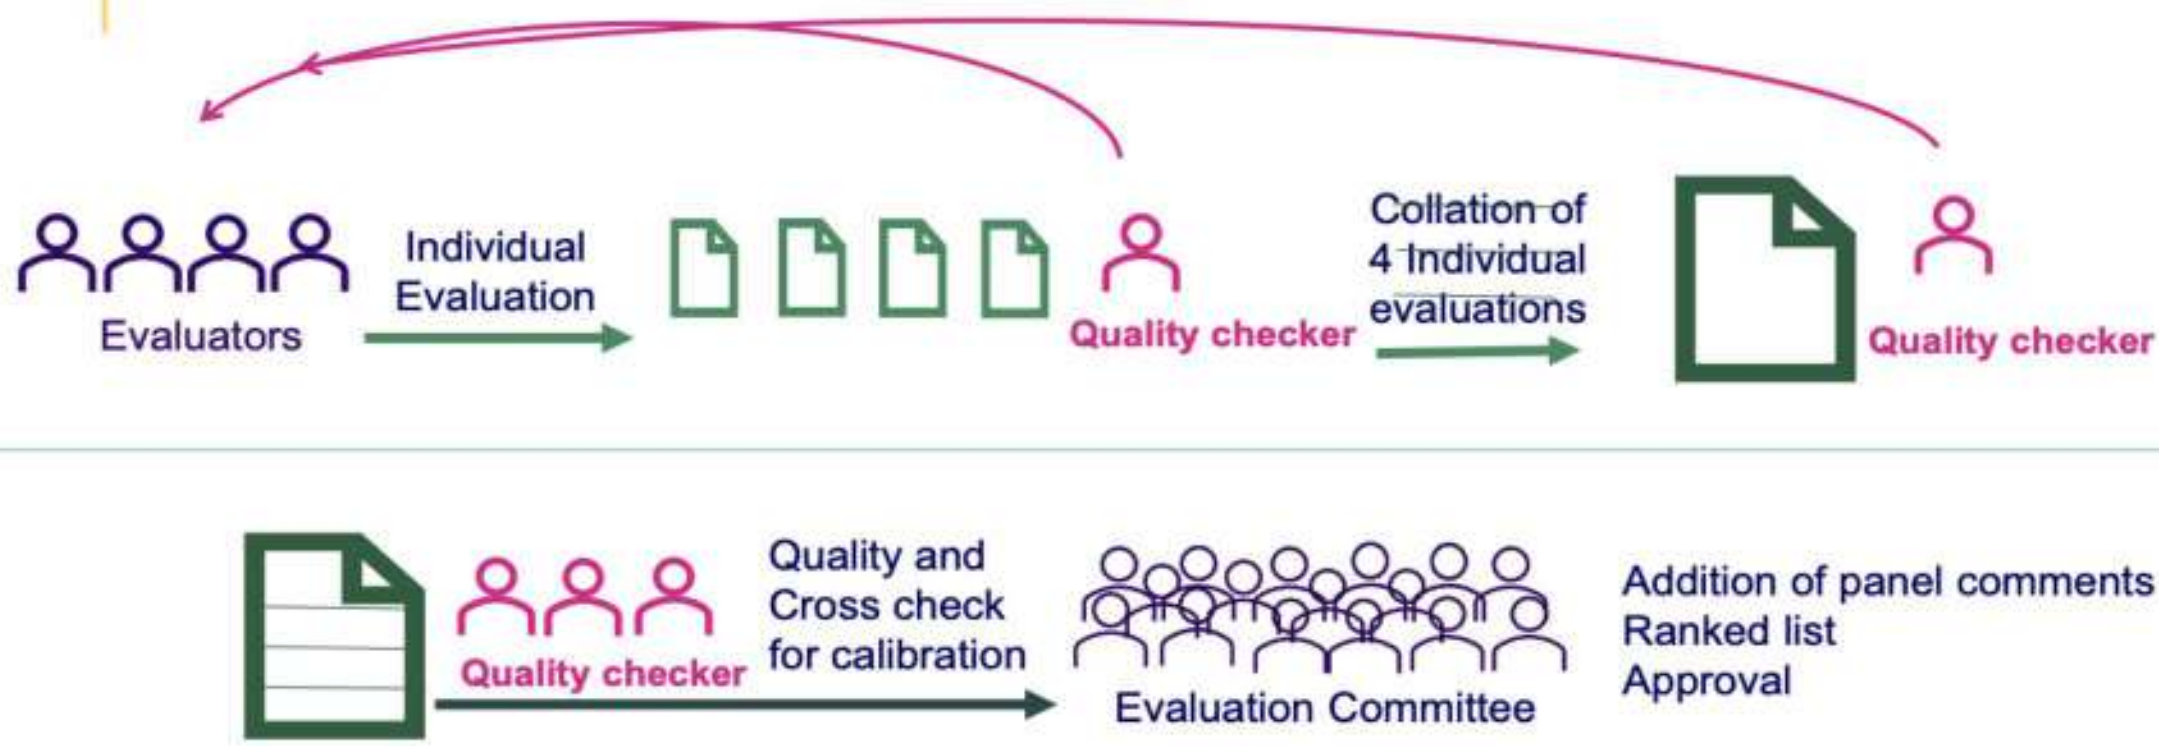 Individual
Evaluation
Evaluators
Quality checker
Collation of
4 Individual
evaluations
Quality checker
Quality checker
Quality and
Cross check
for calibration
Evaluation Committee
Addition of panel comments
Ranked list
Approval